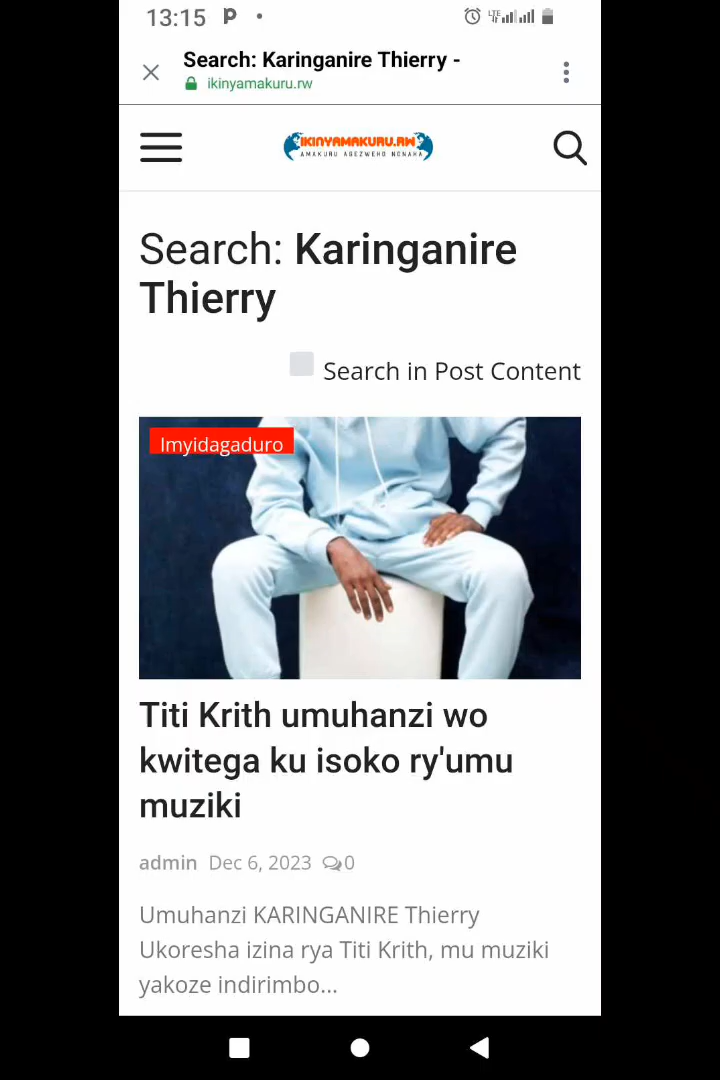 13:15
LTE
Search: Karinganire Thierry -
ikinyamakuru.rw
IKINYAMAKURU.RW
AMAKURU AGEZWEHO NONAHA
Search: Karinganire
Thierry
Search in Post Content
Imyidagaduro
Titi Krith umuhanzi wo
kwitega ku isoko ry'umu
muziki
admin Dec 6, 2023 0
Umuhanzi KARINGANIRE Thierry
Ukoresha izina rya Titi Krith, mu muziki
yakoze indirimbo...